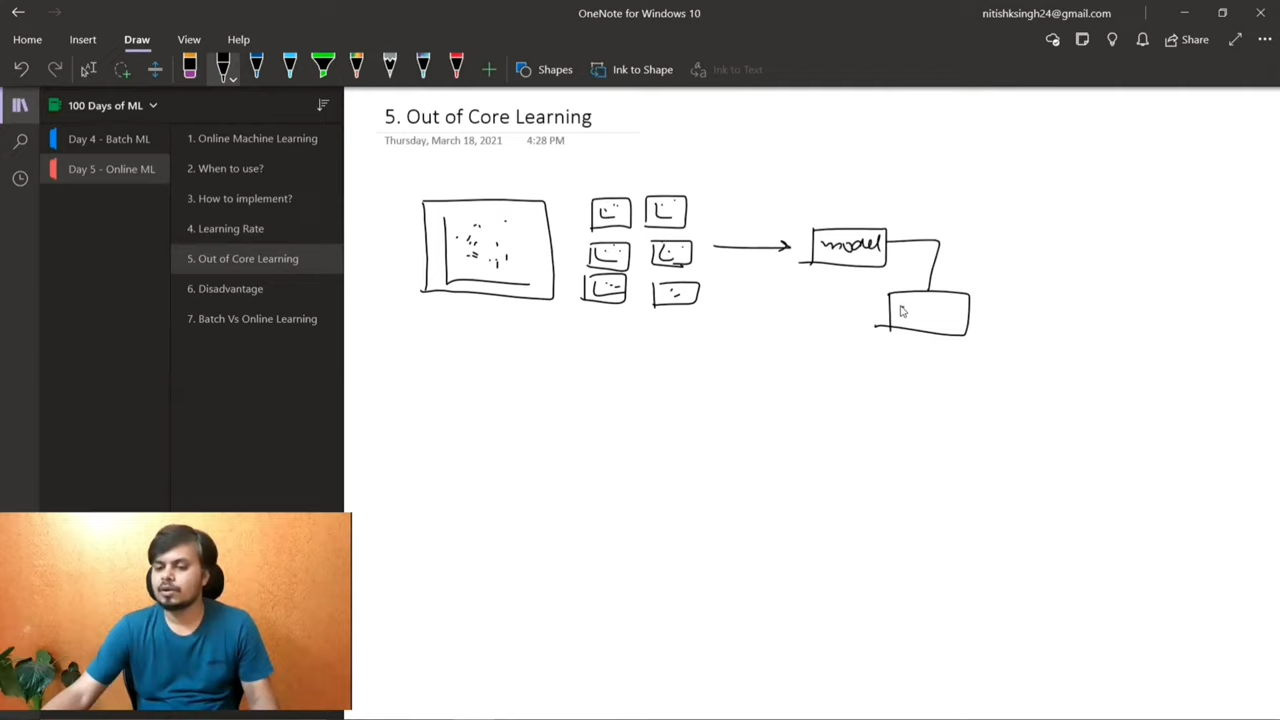 OneNote for Windows 10
nitishksingh24@gmail.com
Home Insert Draw View Help
Share
Shapes
Ink to Shape
Ink to Text
100 Days of ML
Day 4 - Batch ML
Day 5 - Online ML
1. Online Machine Learning
2. When to use?
3. How to implement?
4. Learning Rate
5. Out of Core Learning
6. Disadvantage
7. Batch Vs Online Learning
5. Out of Core Learning
Thursday, March 18, 2021 4:28 PM
model